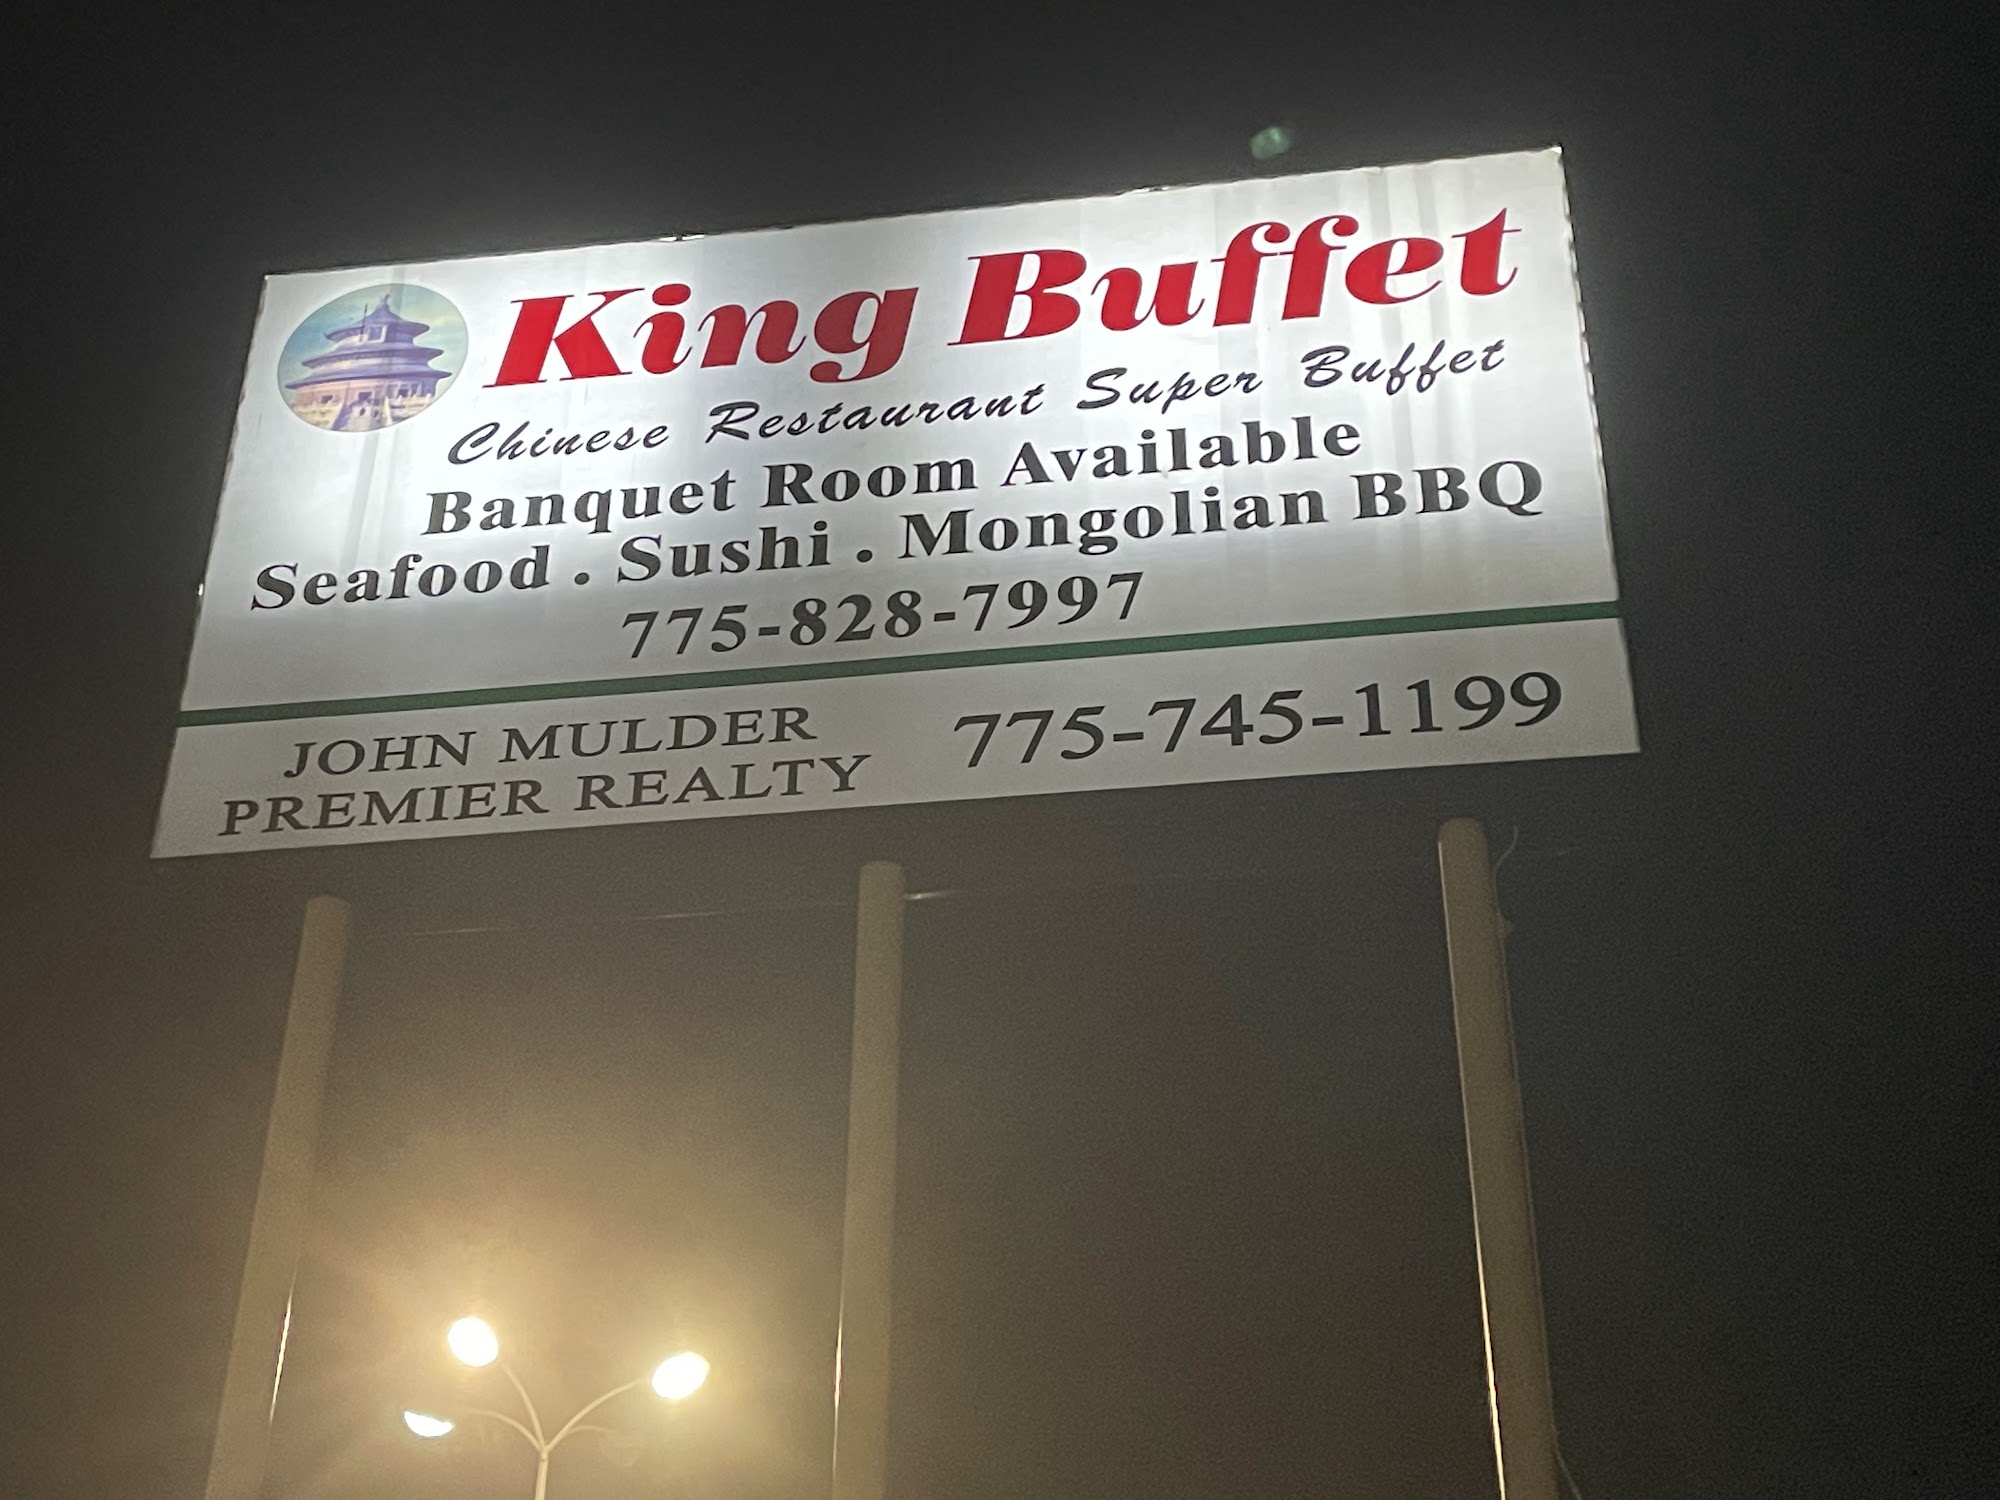 King Buffet
Chinese Restaurant Super Buffet
Banquet Room Available
Seafood . Sushi . Mongolian BBQ
775-828-7997
JOHN MULDER
PREMIER REALTY
775-745-1199